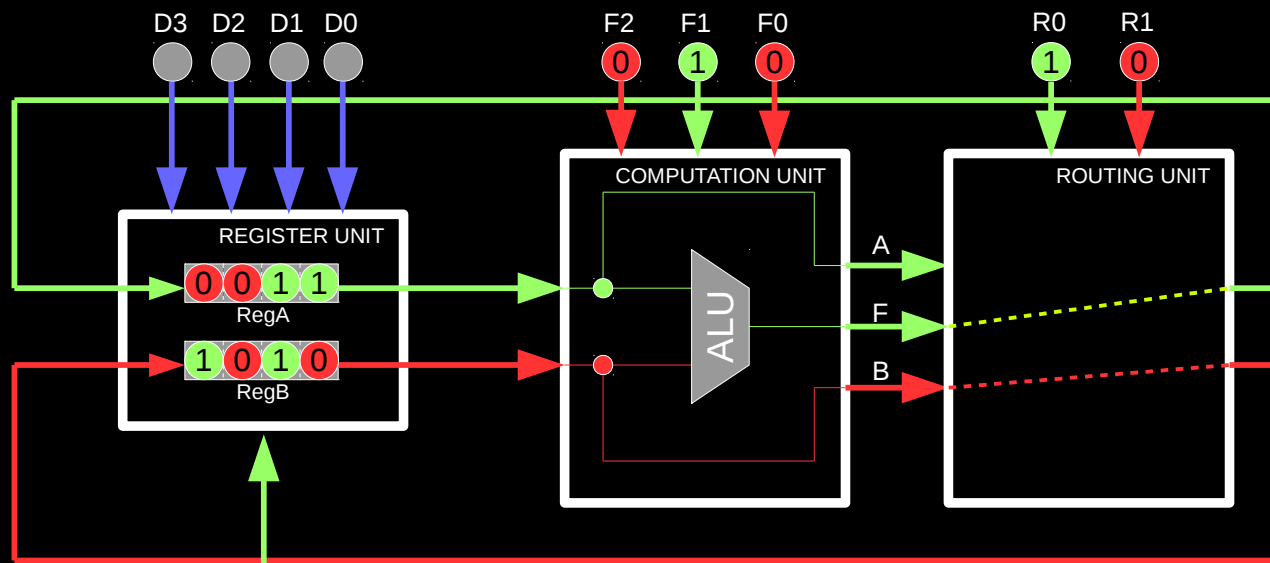 D3 D2 D1 D0 F2 F1 F0 R0 R1
0 1 0 1 0
COMPUTATION UNIT ROUTING UNIT
REGISTER UNIT
A
0 0 1 1
RegA
F
ALU
1 0 1 0
B
RegB